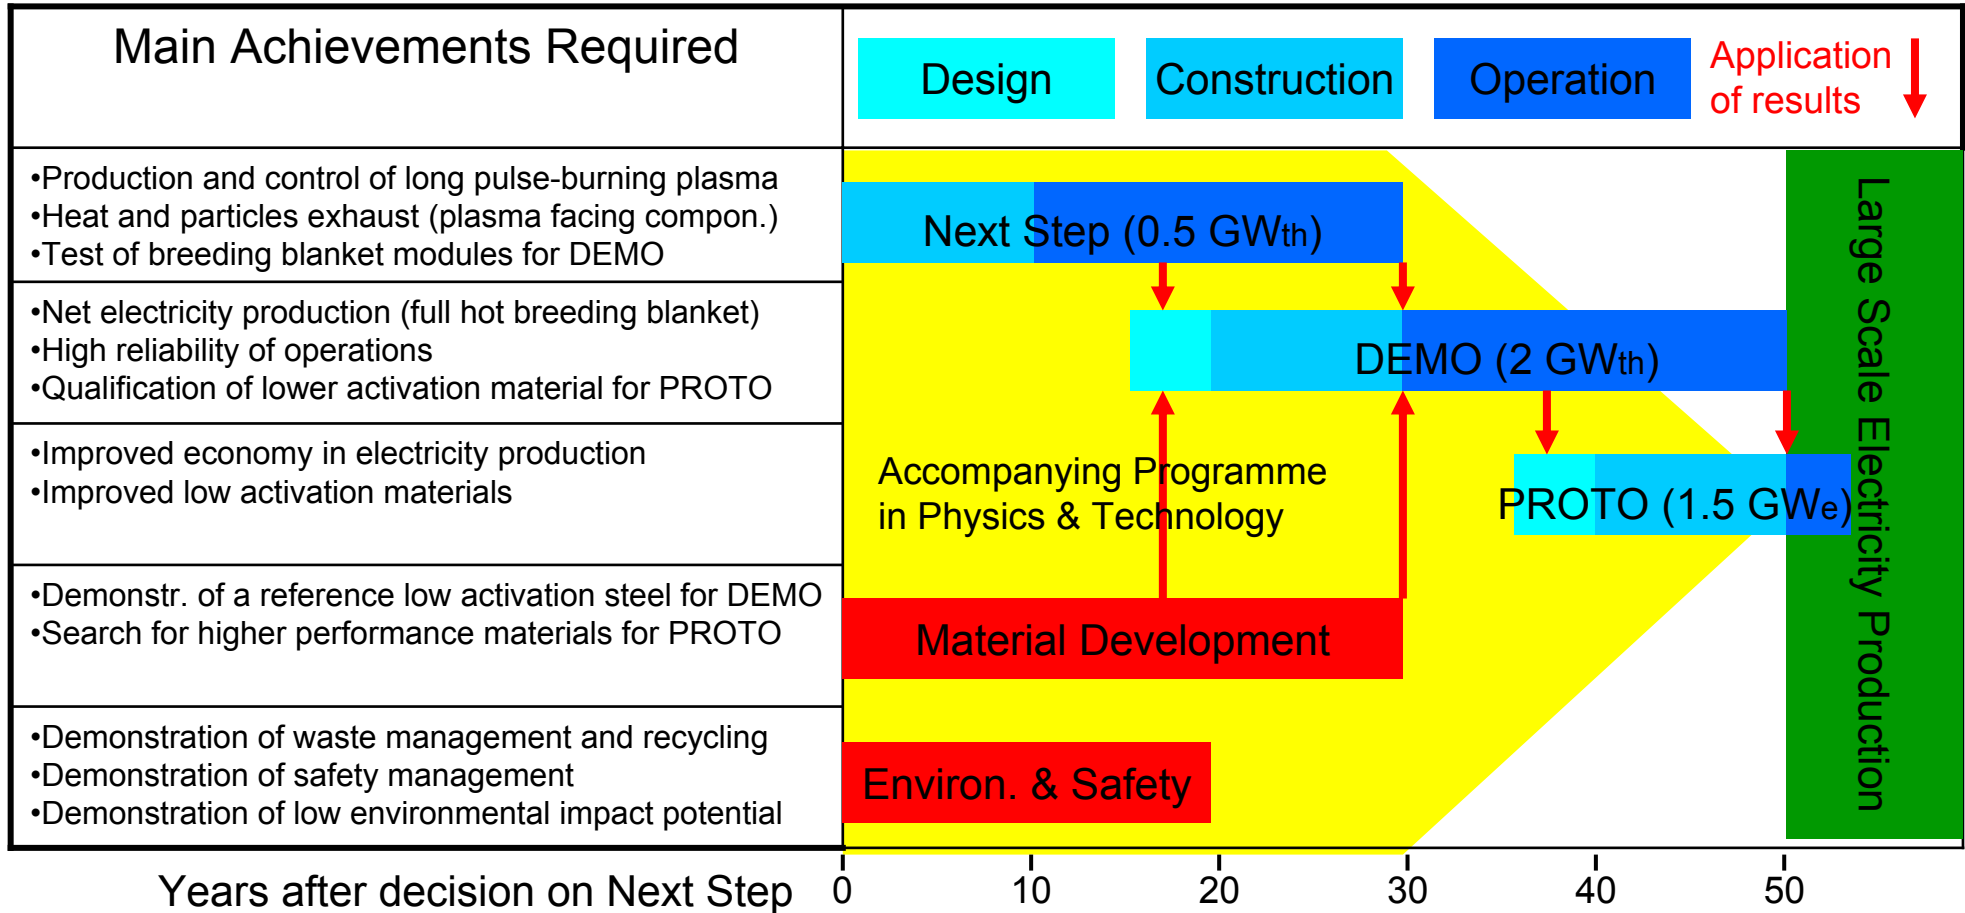 Main Achievements Required
Design
Construction
Operation
Application
of results
•Production and control of long pulse-burning plasma
•Heat and particles exhaust (plasma facing compon.)
•Test of breeding blanket modules for DEMO
Next Step (0.5 GWth)
•Net electricity production (full hot breeding blanket)
•High reliability of operations
•Qualification of lower activation material for PROTO
DEMO (2 GWth)
•Improved economy in electricity production
•Improved low activation materials
Accompanying Programme
in Physics & Technology
PROTO (1.5 GWe)
•Demonstr. of a reference low activation steel for DEMO
•Search for higher performance materials for PROTO
Material Development
•Demonstration of waste management and recycling
•Demonstration of safety management
•Demonstration of low environmental impact potential
Environ. & Safety
Large Scale Electricity Production
Years after decision on Next Step
0 10 20 30 40 50